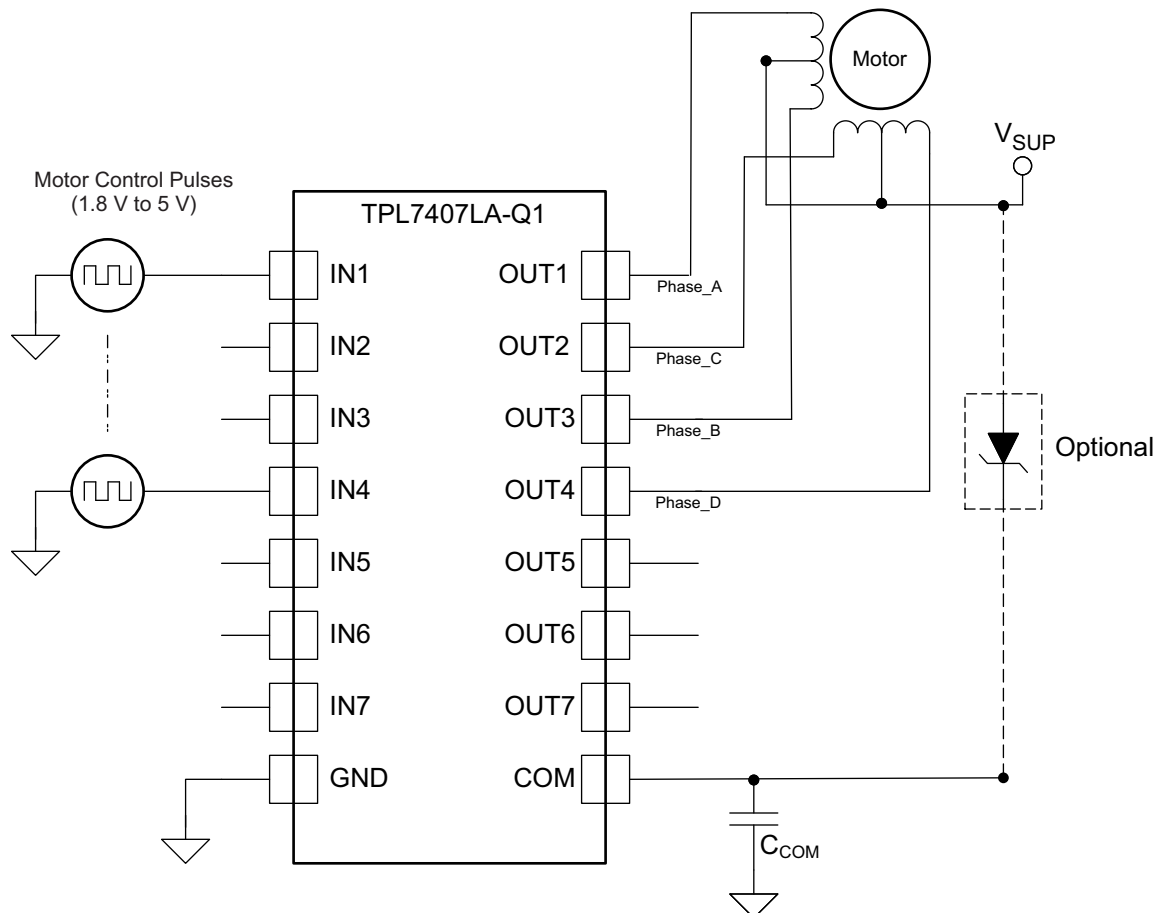 Motor
V_SUP
Motor Control Pulses
(1.8 V to 5 V)
TPL7407LA-Q1
IN1
OUT1
Phase_A
IN2
OUT2
Phase_C
IN3
OUT3
Phase_B
Optional
IN4
OUT4
Phase_D
IN5
OUT5
IN6
OUT6
IN7
OUT7
GND
COM
C_COM